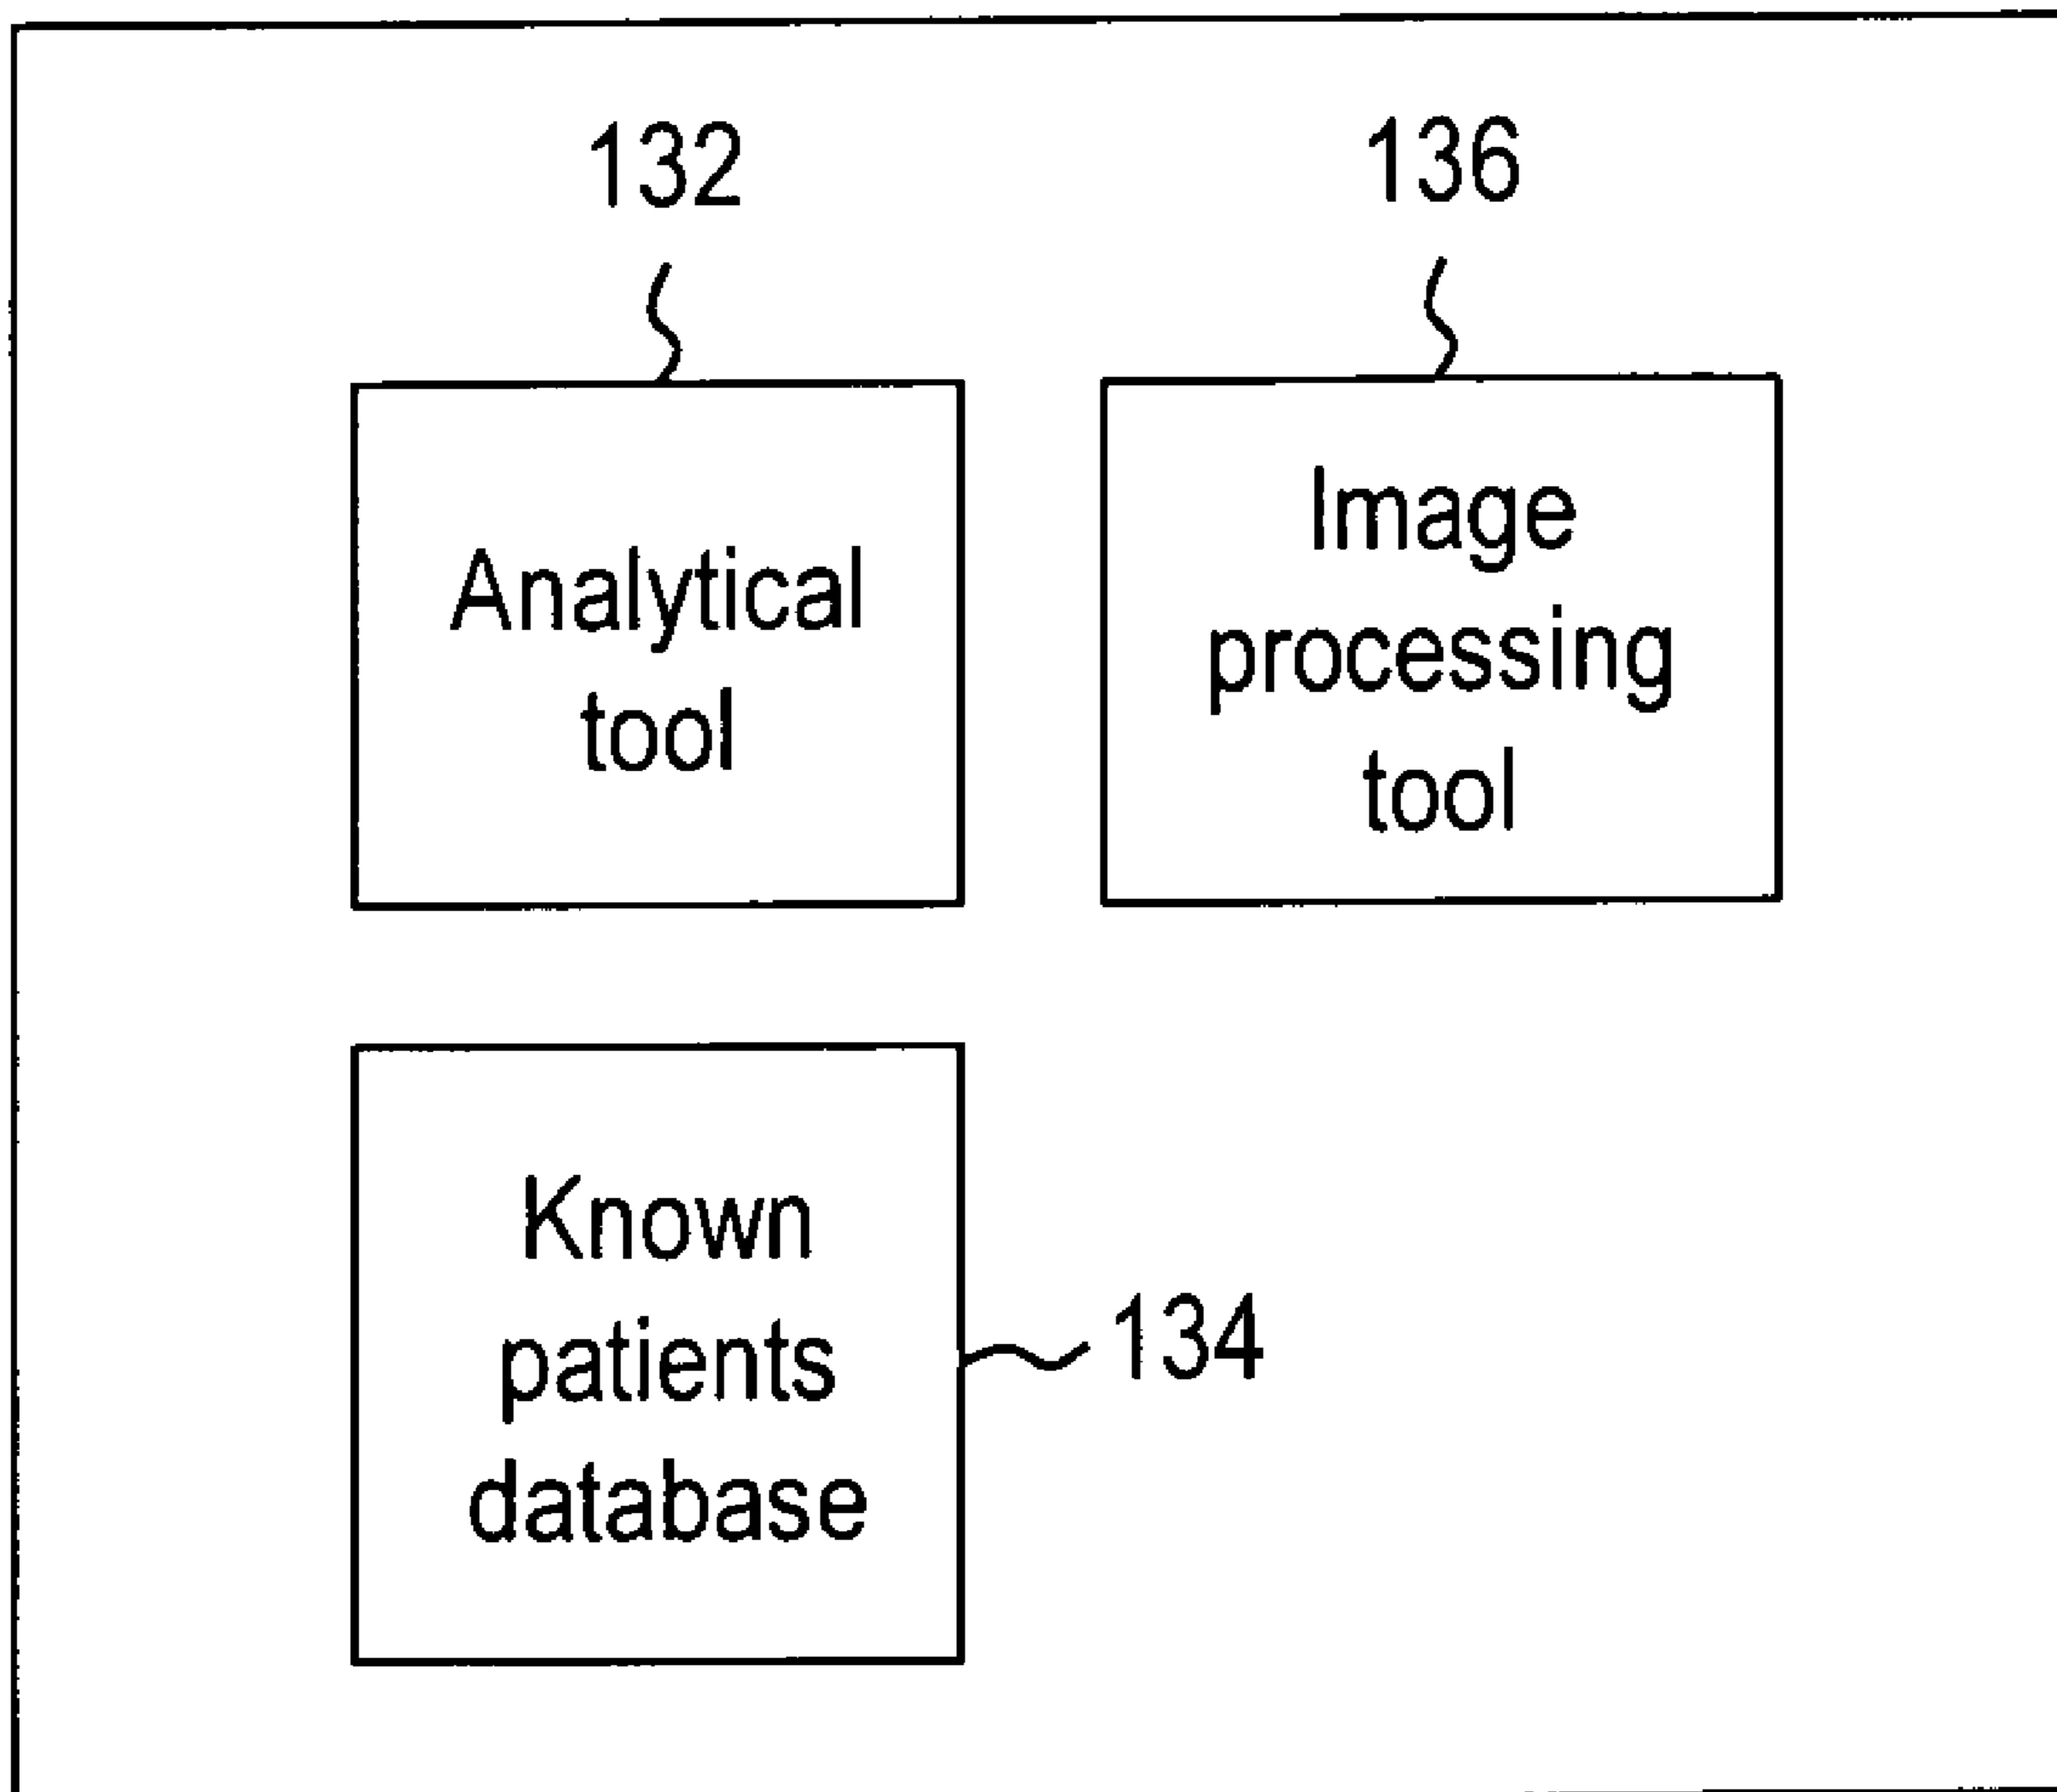 132
136
Analytical
tool
Image
processing
tool
Known
patients
database
134